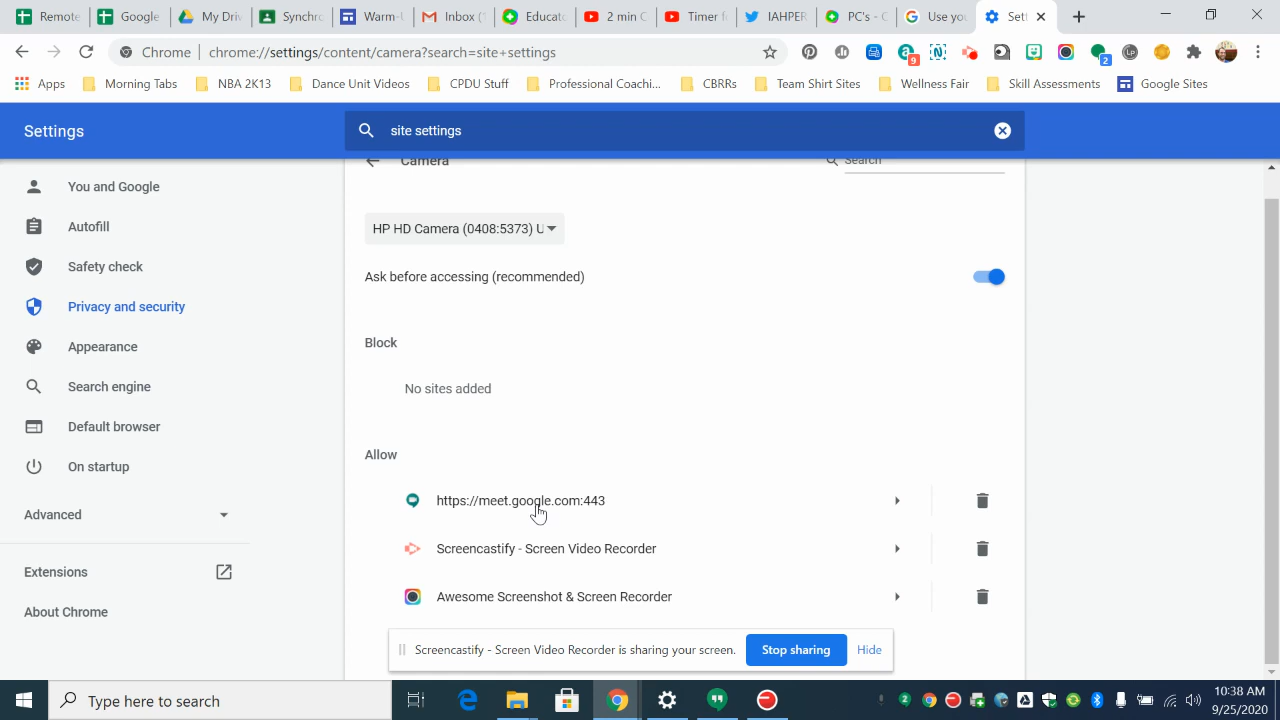 Remote
Google
My Driv
Synchro
Warm-U
Inbox (1
Educat
2 min C
Timer
IAHPER
PC's - C
Use you
Sett
Chrome | chrome://settings/content/camera?search=site+settings
9
2
Apps
Morning Tabs
NBA 2K13
Dance Unit Videos
CPDU Stuff
Professional Coachi...
CBRRs
Team Shirt Sites
Wellness Fair
Skill Assessments
Google Sites
Settings
site settings
Camera
Search
You and Google
Autofill
Safety check
Privacy and security
Appearance
Search engine
Default browser
On startup
Advanced
Extensions
About Chrome
HP HD Camera (0408:5373) U
Ask before accessing (recommended)
Block
No sites added
Allow
https://meet.google.com:443
Screencastify - Screen Video Recorder
Awesome Screenshot & Screen Recorder
Screencastify - Screen Video Recorder is sharing your screen.
Stop sharing
Hide
Type here to search
10:38 AM
9/25/2020